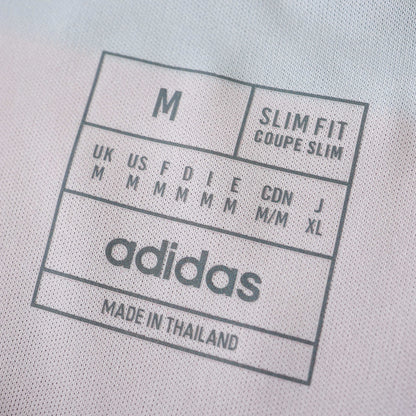 M
SLIM FIT
COUPE SLIM
UK US F D I E CDN J
M M M M M M M/M XL
adidas
MADE IN THAILAND